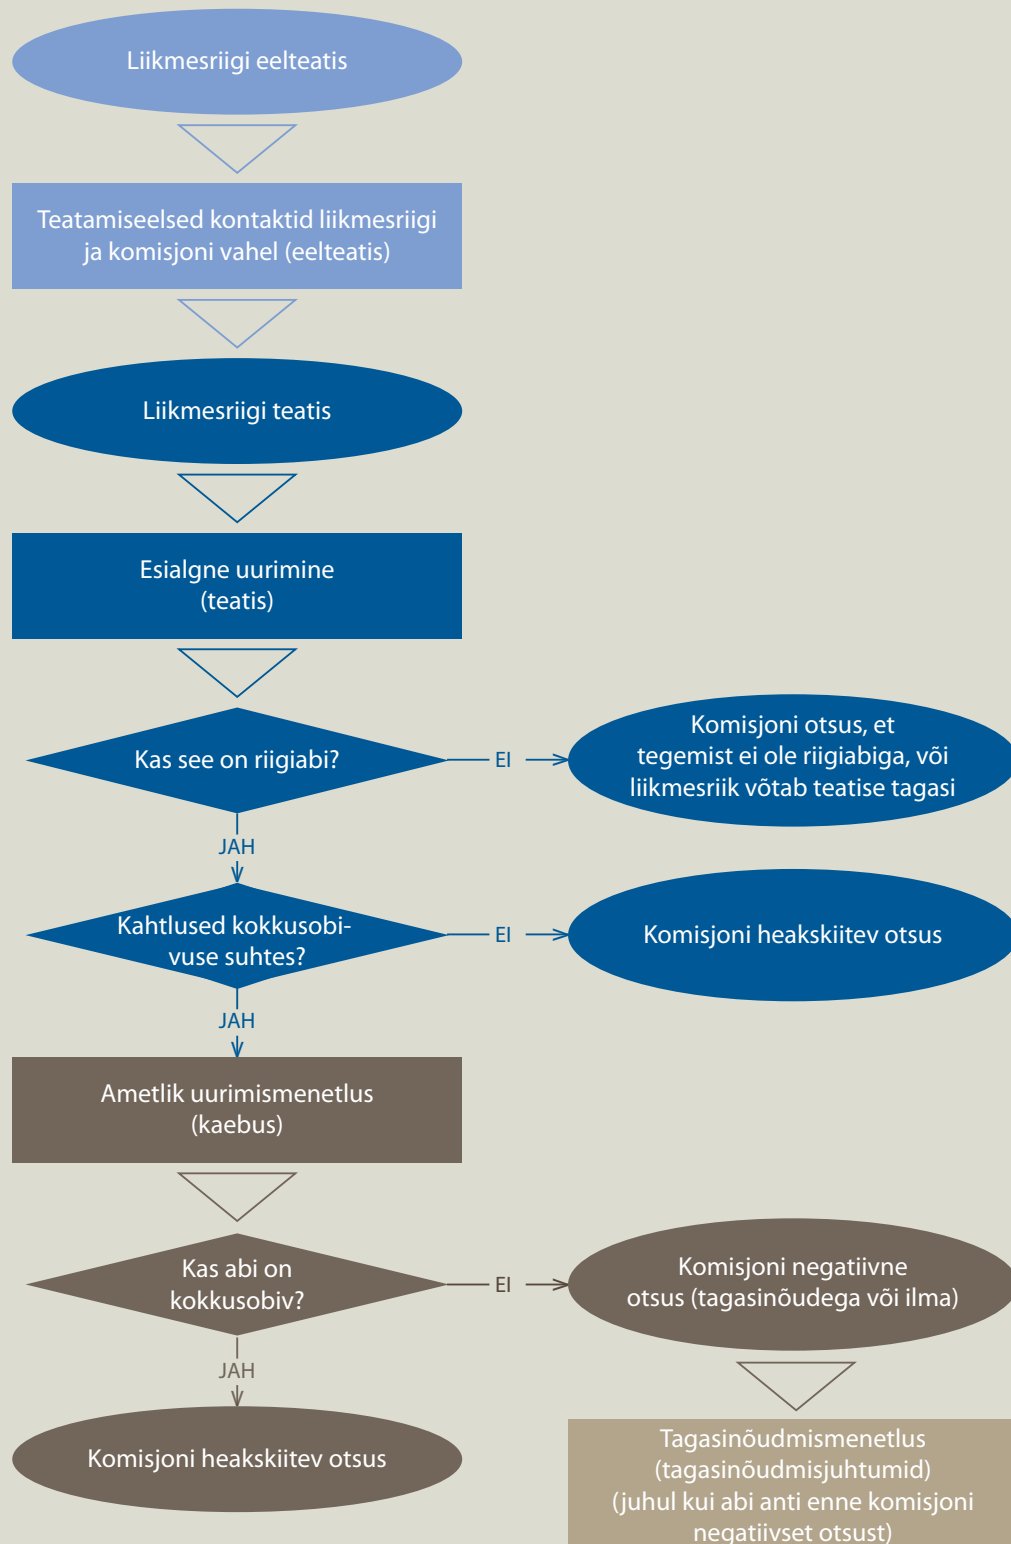 Liikmesriigi eelteatis
Teatamiseelsed kontaktid liikmesriigi
ja komisjoni vahel (eelteatis)
Liikmesriigi teatis
Esialgne uurimine
(teatis)
Kas see on riigiabi?
EI
Komisjoni otsus, et
tegemist ei ole riigiabiga, või
liikmesriik võtab teatise tagasi
JAH
Kahtlused kokkusobi-
vuse suhtes?
EI
Komisjoni heakskiitev otsus
JAH
Ametlik uurimismenetlus
(kaebus)
Kas abi on
kokkusobiv?
EI
Komisjoni negatiivne
otsus (tagasinõudega või ilma)
JAH
Komisjoni heakskiitev otsus
Tagasinõudmismenetlus
(tagasinõudmisjuhtumid)
(juhul kui abi anti enne komisjoni
negatiivset otsust)